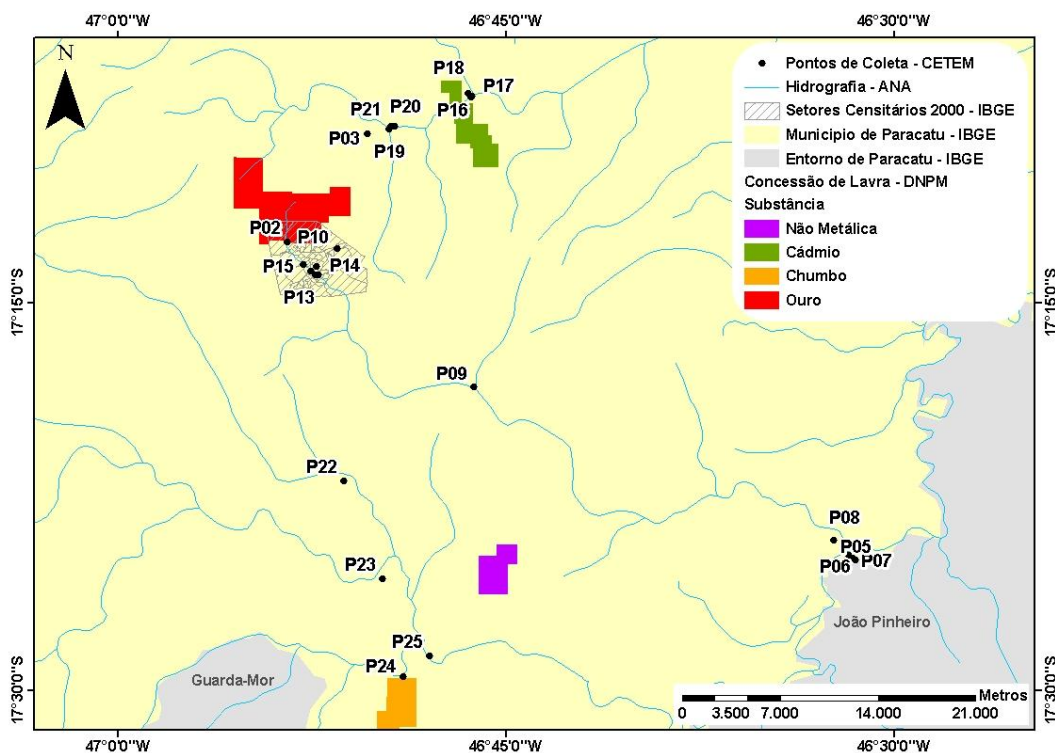 47°0'0"W
46°45'0"W
46°30'0"W
N
P18
P17
P16
P21
P20
P03
P19
P02
P10
P15
P14
P13
P09
P22
P23
P25
P24
P08
P05
P06
P07
João Pinheiro
Guarda-Mor
17°15'0"S
17°15'0"S
17°30'0"S
17°30'0"S
Pontos de Coleta - CETEM
Hidrografia - ANA
Setores Censitários 2000 - IBGE
Municipio de Paracatu - IBGE
Entorno de Paracatu - IBGE
Concessão de Lavra - DNPM
Substância
Não Metálica
Cádmio
Chumbo
Ouro
Metros
0 3.500 7.000 14.000 21.000
47°0'0"W
46°45'0"W
46°30'0"W